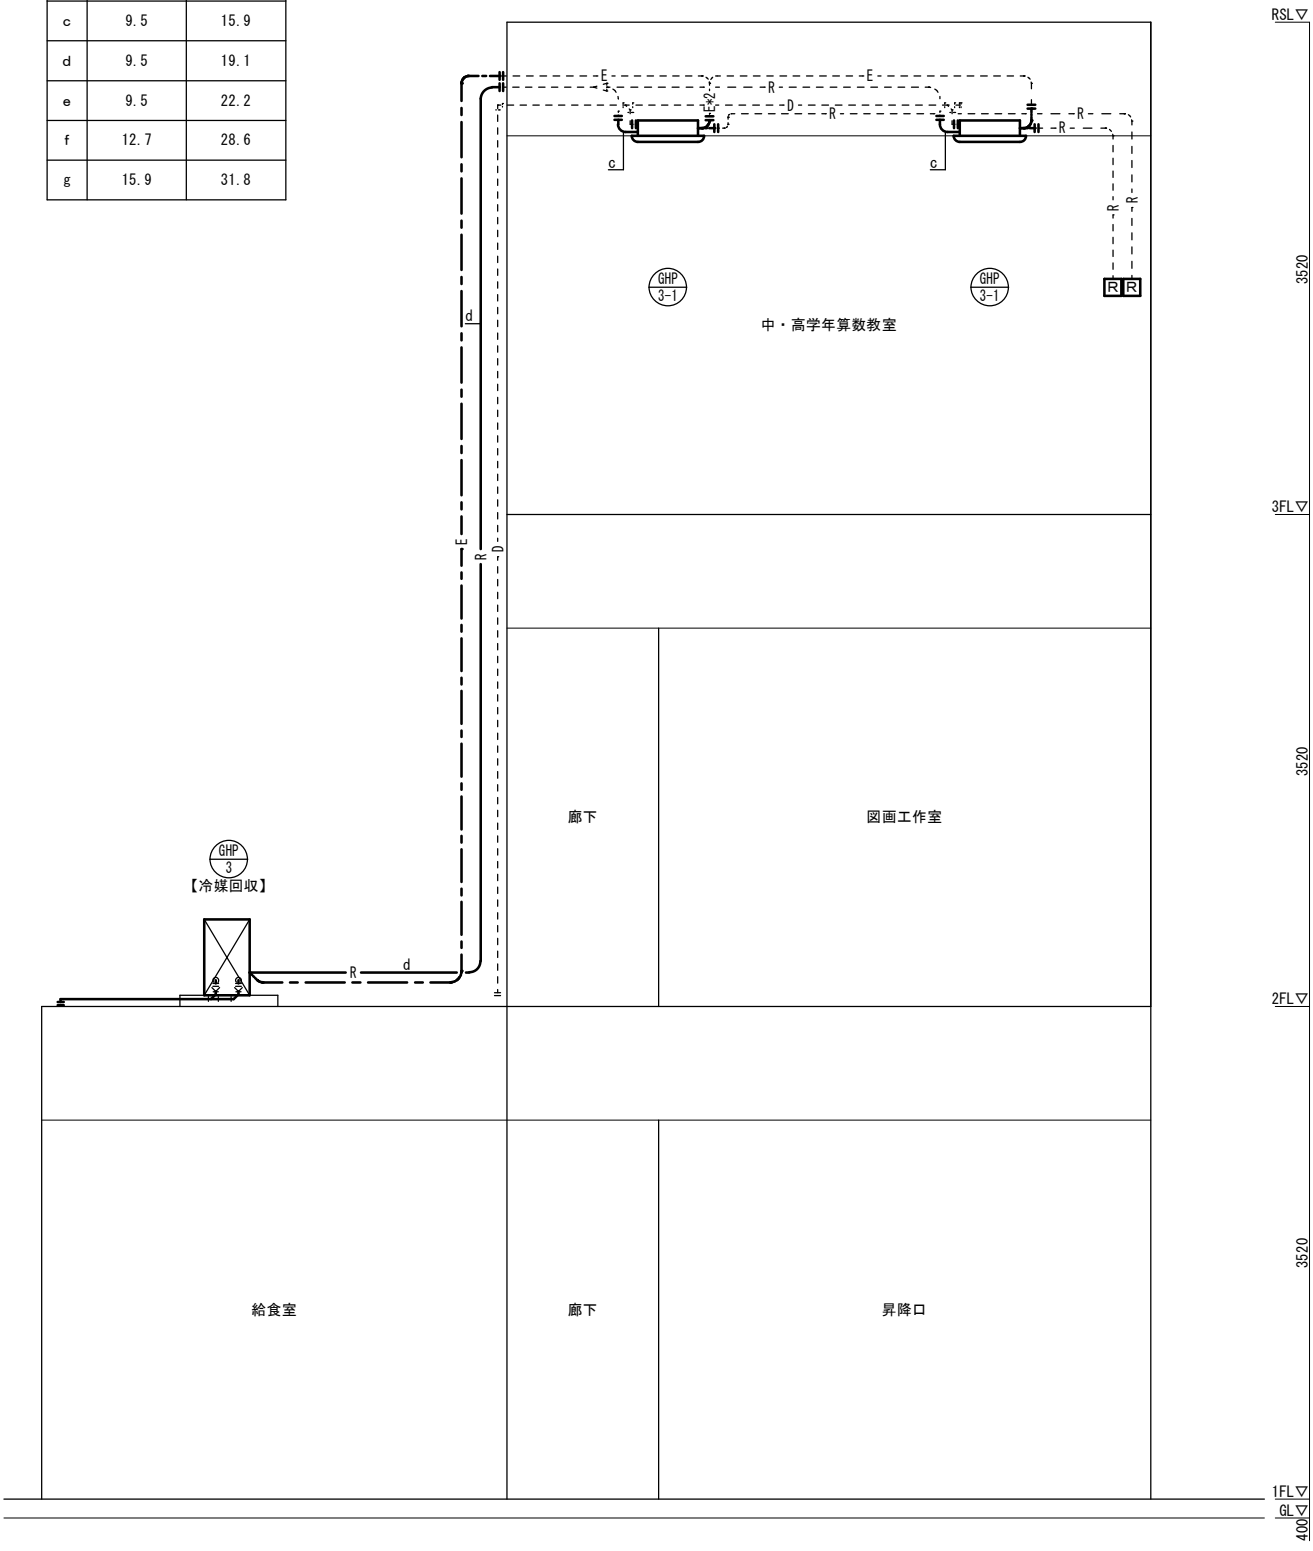 c 9.5 15.9
d 9.5 19.1
e 9.5 22.2
f 12.7 28.6
g 15.9 31.8
RSL▽
E E
R
D
E*2
R R
R
c c
R R
GHP 3-1
GHP 3-1
R R
3520
中・高学年算数教室
d
3FL▽
E R D
3520
廊下 図画工作室
GHP 3
【冷媒回収】
R d
2FL▽
3520
給食室 廊下 昇降口
1FL▽
GL▽
400